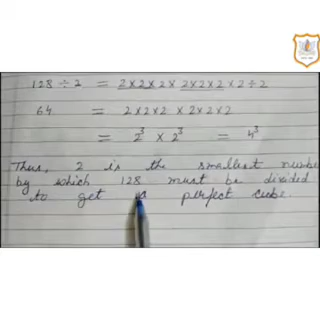 128 ÷ 2 = 2×2×2× 2×2×2 ×2÷2
64 = 2×2×2 ×2×2×2
= 2³ × 2³ = 4³
Thus, 2 is the smallest number
by which 128 must be divided
to get a perfect cube.